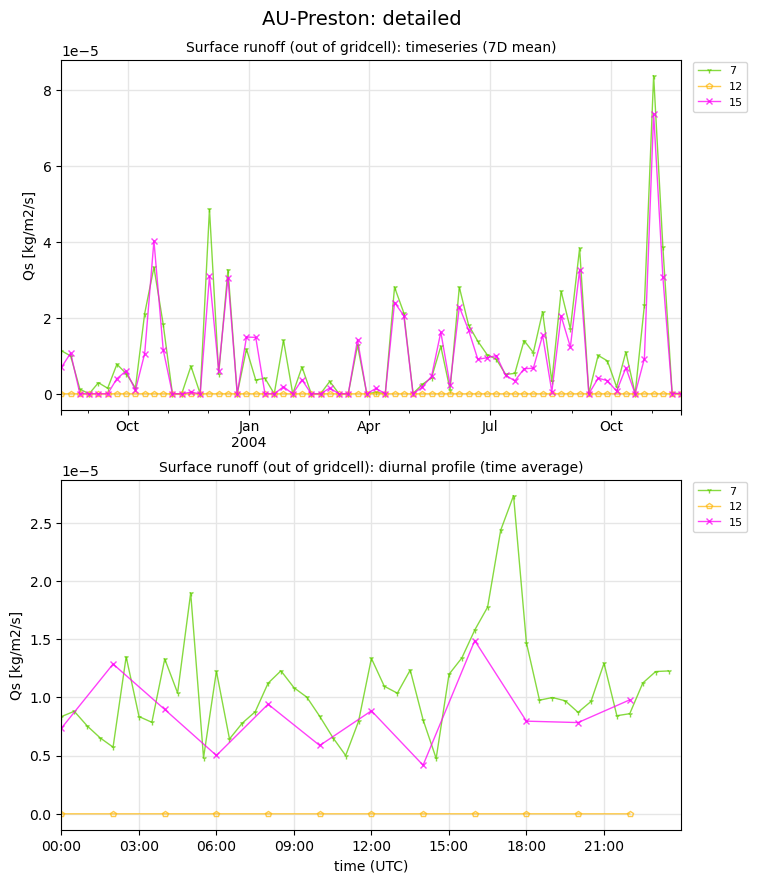 AU-Preston: detailed
Surface runoff (out of gridcell): timeseries (7D mean)
1e−5
8
6
4
2
0
Qs [kg/m2/s]
Oct
Jan
2004
Apr
Jul
Oct
7
12
15
Surface runoff (out of gridcell): diurnal profile (time average)
1e−5
2.5
2.0
1.5
1.0
0.5
0.0
Qs [kg/m2/s]
00:00
03:00
06:00
09:00
12:00
15:00
18:00
21:00
time (UTC)
7
12
15